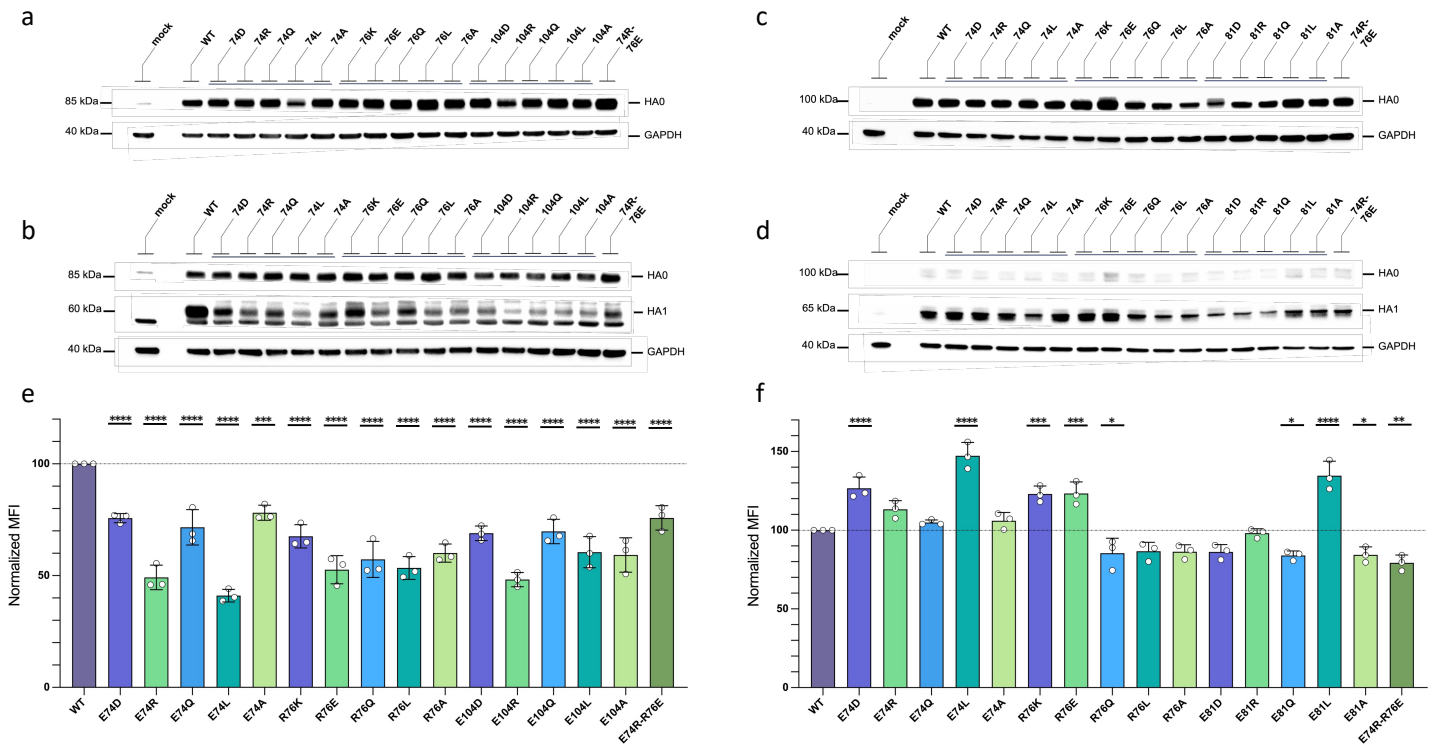 a
mock
WT
74D
74R
74Q
74L
74A
76K
76E
76Q
76L
76A
104D
104R
104Q
104L
104A
74R-
76E
85 kDa
HA0
40 kDa
GAPDH
c
mock
WT
74D
74R
74Q
74L
74A
76K
76E
76Q
76L
76A
81D
81R
81Q
81L
81A
74R-
76E
100 kDa
HA0
40 kDa
GAPDH
b
mock
WT
74D
74R
74Q
74L
74A
76K
76E
76Q
76L
76A
104D
104R
104Q
104L
104A
74R-
76E
85 kDa
HA0
60 kDa
HA1
40 kDa
GAPDH
d
mock
WT
74D
74R
74Q
74L
74A
76K
76E
76Q
76L
76A
81D
81R
81Q
81L
81A
74R-
76E
100 kDa
HA0
65 kDa
HA1
40 kDa
GAPDH
e
**** **** **** **** *** **** **** **** **** **** **** **** **** **** **** ****
Normalized MFI
100
50
0
WT
E74D
E74R
E74Q
E74L
E74A
R76K
R76E
R76Q
R76L
R76A
E104D
E104R
E104Q
E104L
E104A
E74R-R76E
f
**** **** *** *** * * **** * **
Normalized MFI
150
100
50
0
WT
E74D
E74R
E74Q
E74L
E74A
R76K
R76E
R76Q
R76L
R76A
E81D
E81R
E81Q
E81L
E81A
E74R-R76E